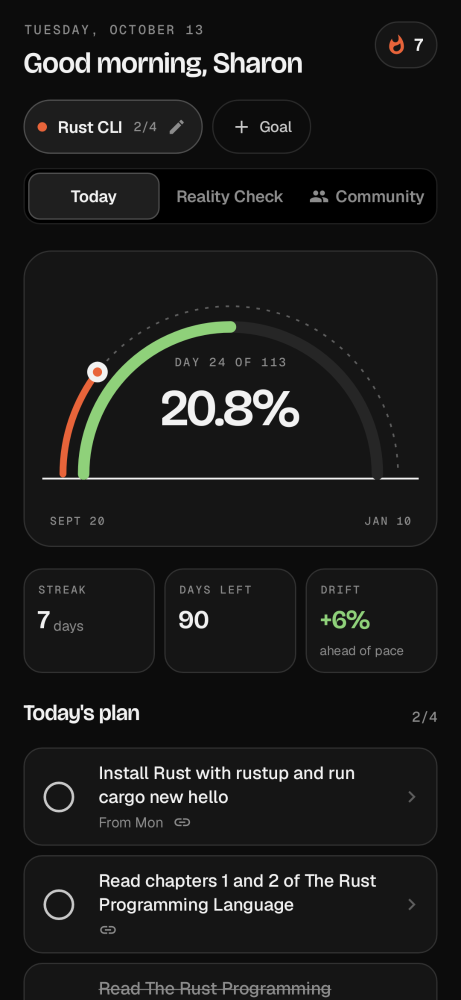 TUESDAY, OCTOBER 13
Good morning, Sharon
7
Rust CLI 2/4
+ Goal
Today
Reality Check
Community
DAY 24 OF 113
20.8%
SEPT 20
JAN 10
STREAK
7 days
DAYS LEFT
90
DRIFT
+6%
ahead of pace
Today's plan
2/4
Install Rust with rustup and run
cargo new hello
From Mon
Read chapters 1 and 2 of The Rust
Programming Language
Read The Rust Programming